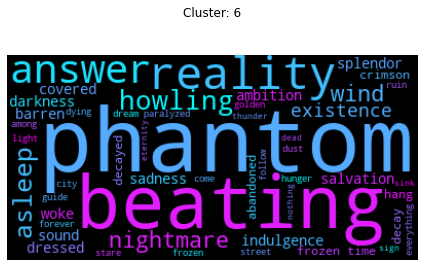 Cluster: 6
answer reality splendor
covered crimson
darkness howling ambition wind ruin
barren dream paralyzed golden existence
among dying thunder
light phantom
asleep decayed eternity sadness come abandoned dead dust follow hunger salvation
city beating nothing sink
guide woke hang
forever sound nightmare indulgence decay everything
dressed stare frozen street frozen time sign